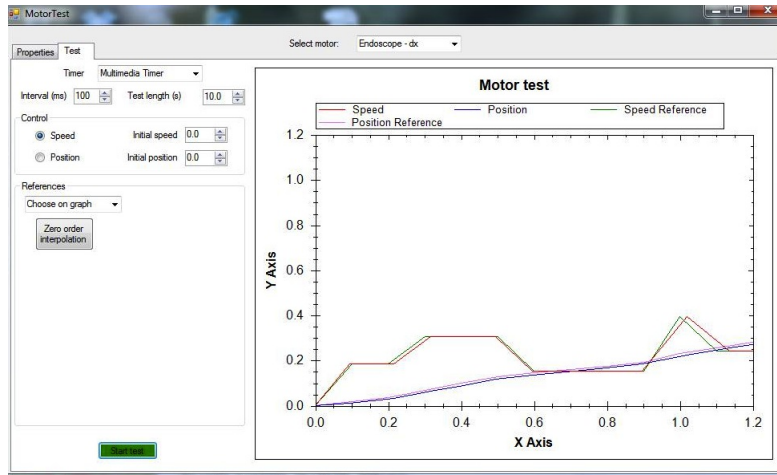 MotorTest
Select motor: Endoscope - dx
Properties Test
Timer Multimedia Timer
Interval (ms) 100 Test length (s) 10.0
Control
Speed Initial speed 0.0
Position Initial position 0.0
References
Choose on graph
Zero order
interpolation
Start test
Motor test
Speed Position Speed Reference
Position Reference
1.2
1.0
0.8
0.6
0.4
0.2
0.0
Y Axis
0.0 0.2 0.4 0.6 0.8 1.0 1.2
X Axis